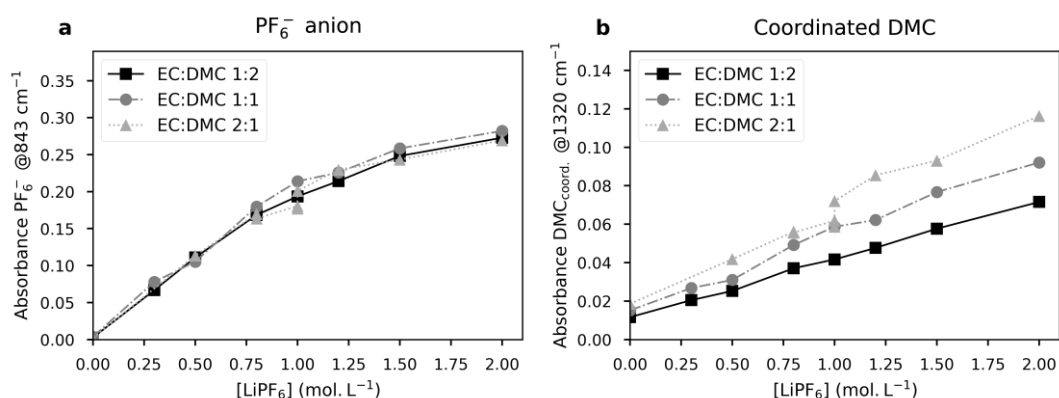 a
PF₆⁻ anion
Absorbance PF₆⁻ @843 cm⁻¹
0.35
0.30
0.25
0.20
0.15
0.10
0.05
0.00
EC:DMC 1:2
EC:DMC 1:1
EC:DMC 2:1
0.00 0.25 0.50 0.75 1.00 1.25 1.50 1.75 2.00
[LiPF₆] (mol. L⁻¹)
b
Coordinated DMC
Absorbance DMC_coord. @1320 cm⁻¹
0.14
0.12
0.10
0.08
0.06
0.04
0.02
0.00
EC:DMC 1:2
EC:DMC 1:1
EC:DMC 2:1
0.00 0.25 0.50 0.75 1.00 1.25 1.50 1.75 2.00
[LiPF₆] (mol. L⁻¹)